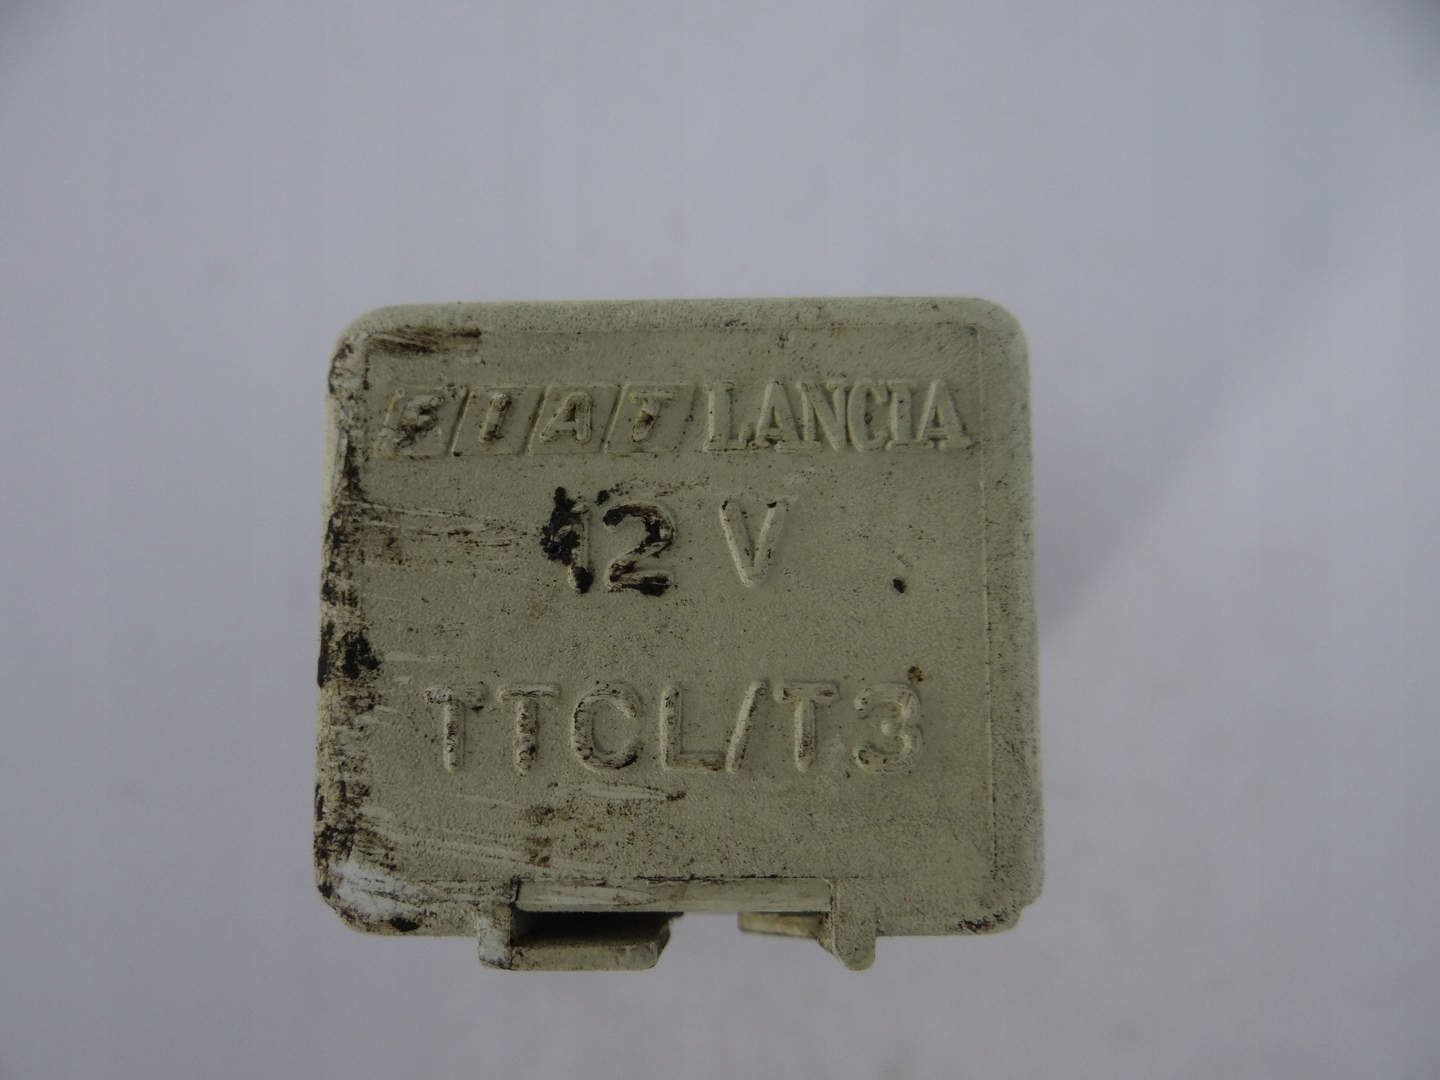 FIAT LANCIA
12 V
TTCL/T3